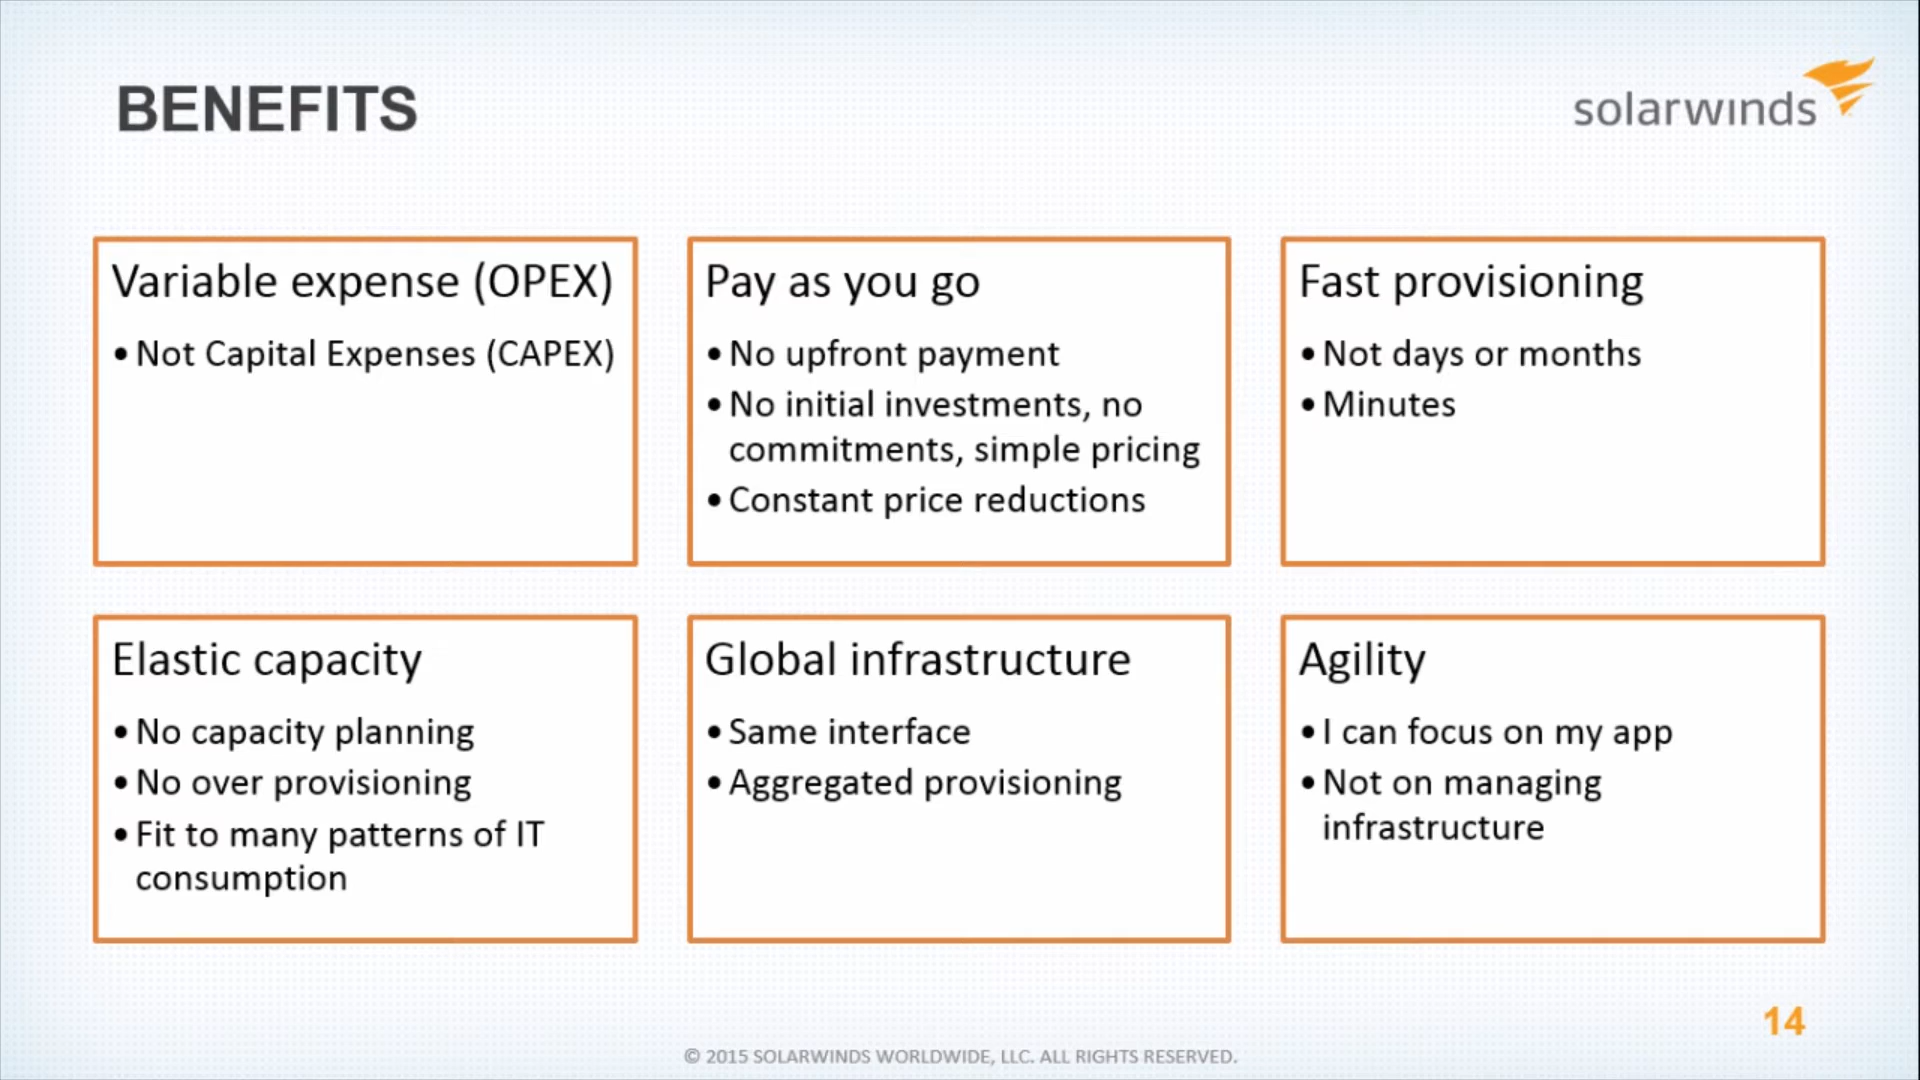 BENEFITS
solarwinds
Variable expense (OPEX)
• Not Capital Expenses (CAPEX)
Pay as you go
• No upfront payment
• No initial investments, no
commitments, simple pricing
• Constant price reductions
Fast provisioning
• Not days or months
• Minutes
Elastic capacity
• No capacity planning
• No over provisioning
• Fit to many patterns of IT
consumption
Global infrastructure
• Same interface
• Aggregated provisioning
Agility
• I can focus on my app
• Not on managing
infrastructure
14
© 2015 SOLARWINDS WORLDWIDE, LLC. ALL RIGHTS RESERVED.